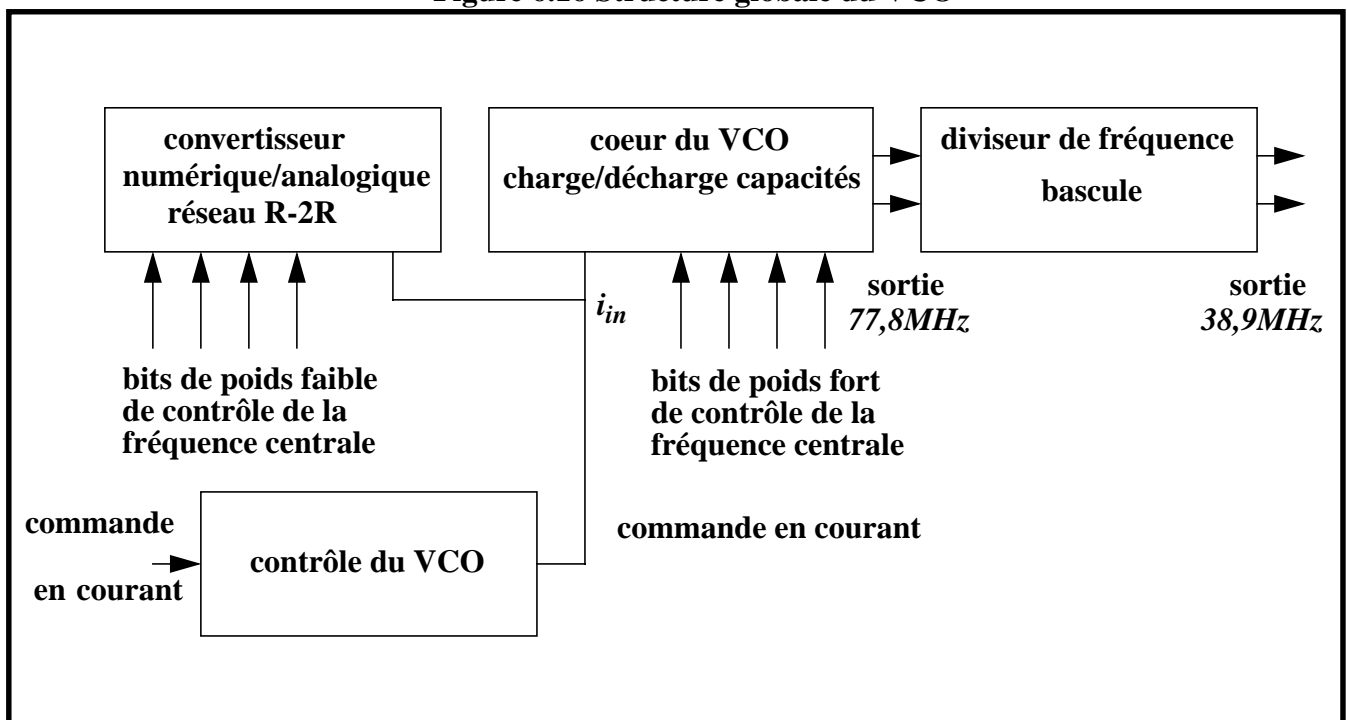 convertisseur
numérique/analogique
réseau R-2R
coeur du VCO
charge/décharge capacités
diviseur de fréquence
bascule
i_in
sortie
77,8MHz
sortie
38,9MHz
bits de poids faible
de contrôle de la
fréquence centrale
bits de poids fort
de contrôle de la
fréquence centrale
commande
en courant
contrôle du VCO
commande en courant